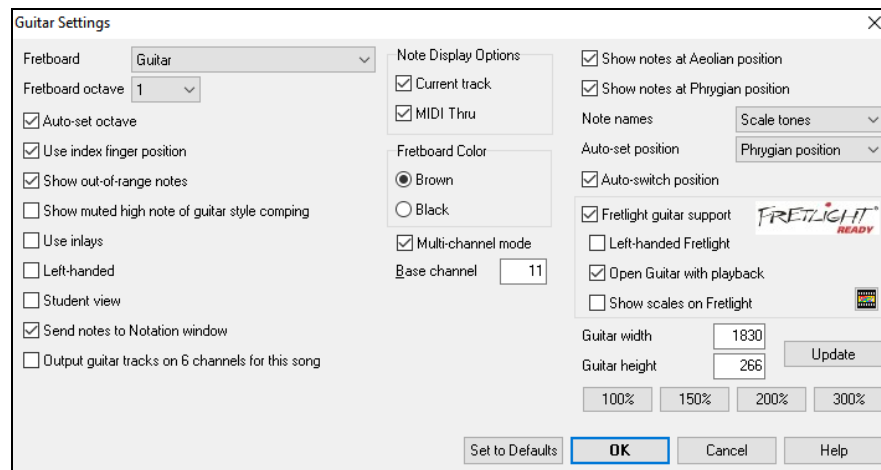 Guitar Settings
Fretboard Guitar
Fretboard octave 1
Auto-set octave
Use index finger position
Show out-of-range notes
Show muted high note of guitar style comping
Use inlays
Left-handed
Student view
Send notes to Notation window
Output guitar tracks on 6 channels for this song
Note Display Options
Current track
MIDI Thru
Fretboard Color
Brown
Black
Multi-channel mode
Base channel 11
Show notes at Aeolian position
Show notes at Phrygian position
Note names Scale tones
Auto-set position Phrygian position
Auto-switch position
Fretlight guitar support
FRETLIGHT®
READY
Left-handed Fretlight
Open Guitar with playback
Show scales on Fretlight
Guitar width 1830
Guitar height 266
Update
100% 150% 200% 300%
Set to Defaults OK Cancel Help